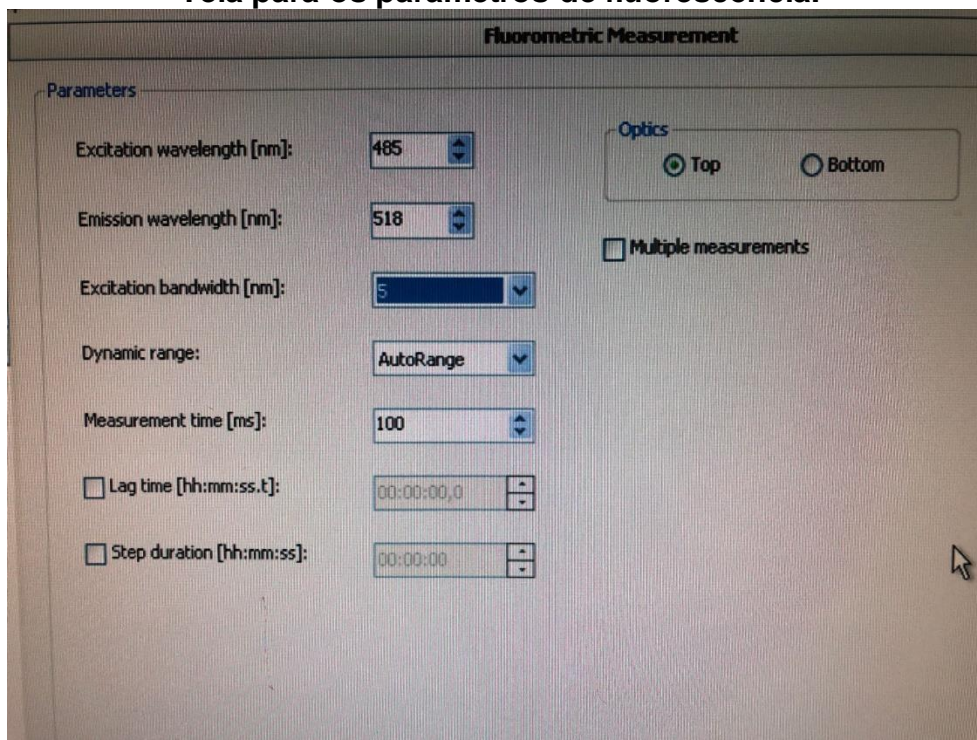 Tela para os parâmetros de fluorescência.
Fluorometric Measurement
Parameters
Excitation wavelength [nm]: 485
Emission wavelength [nm]: 518
Excitation bandwidth [nm]: 5
Dynamic range: AutoRange
Measurement time [ms]: 100
Lag time [hh:mm:ss.t]: 00:00:00,0
Step duration [hh:mm:ss]: 00:00:00
Optics
Top Bottom
Multiple measurements